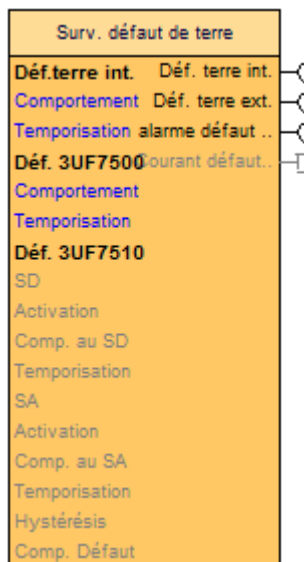 Surv. défaut de terre
Déf.terre int. Déf. terre int.
Comportement Déf. terre ext.
Temporisation alarme défaut ..
Déf. 3UF7500 Courant défaut..
Comportement
Temporisation
Déf. 3UF7510
SD
Activation
Comp. au SD
Temporisation
SA
Activation
Comp. au SA
Temporisation
Hystérésis
Comp. Défaut